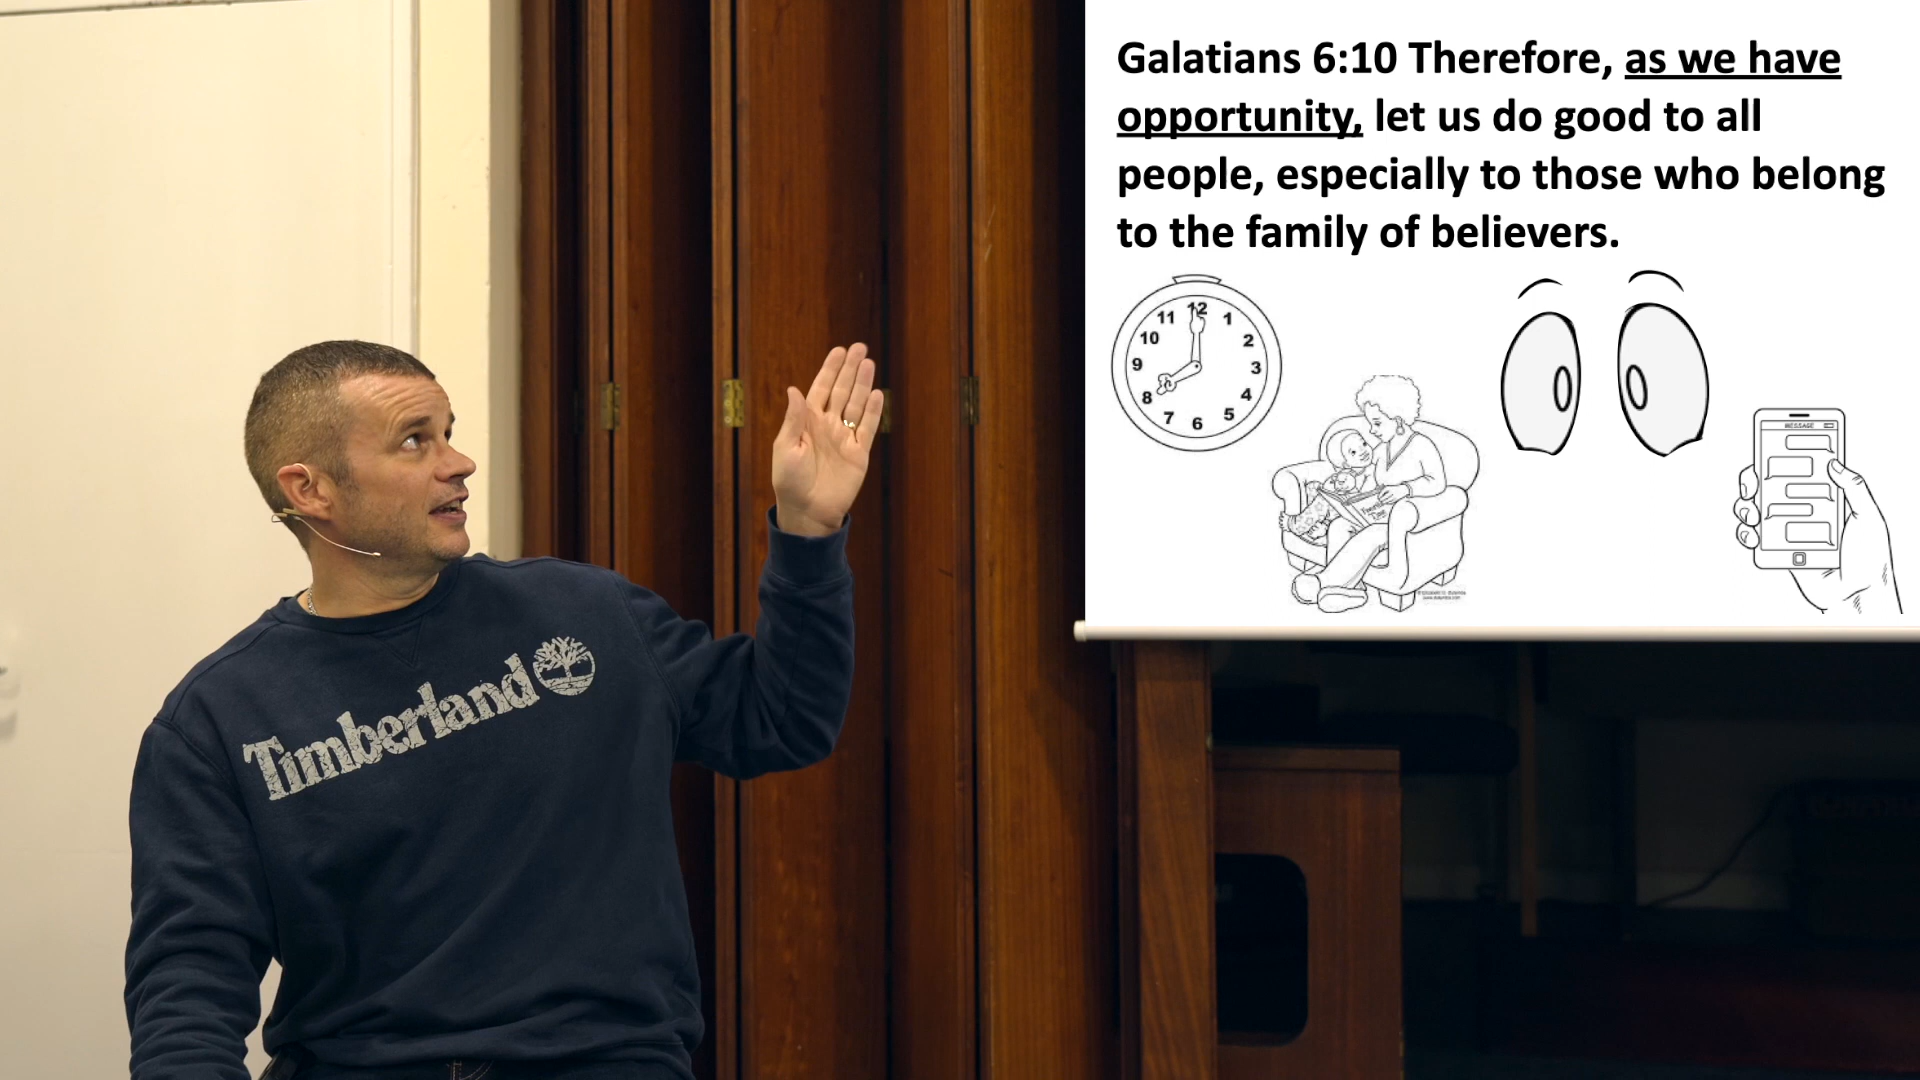 Galatians 6:10 Therefore, as we have
opportunity, let us do good to all
people, especially to those who belong
to the family of believers.
12
11
1
10
2
9
3
8
4
7
5
6
MESSAGE
Timberland